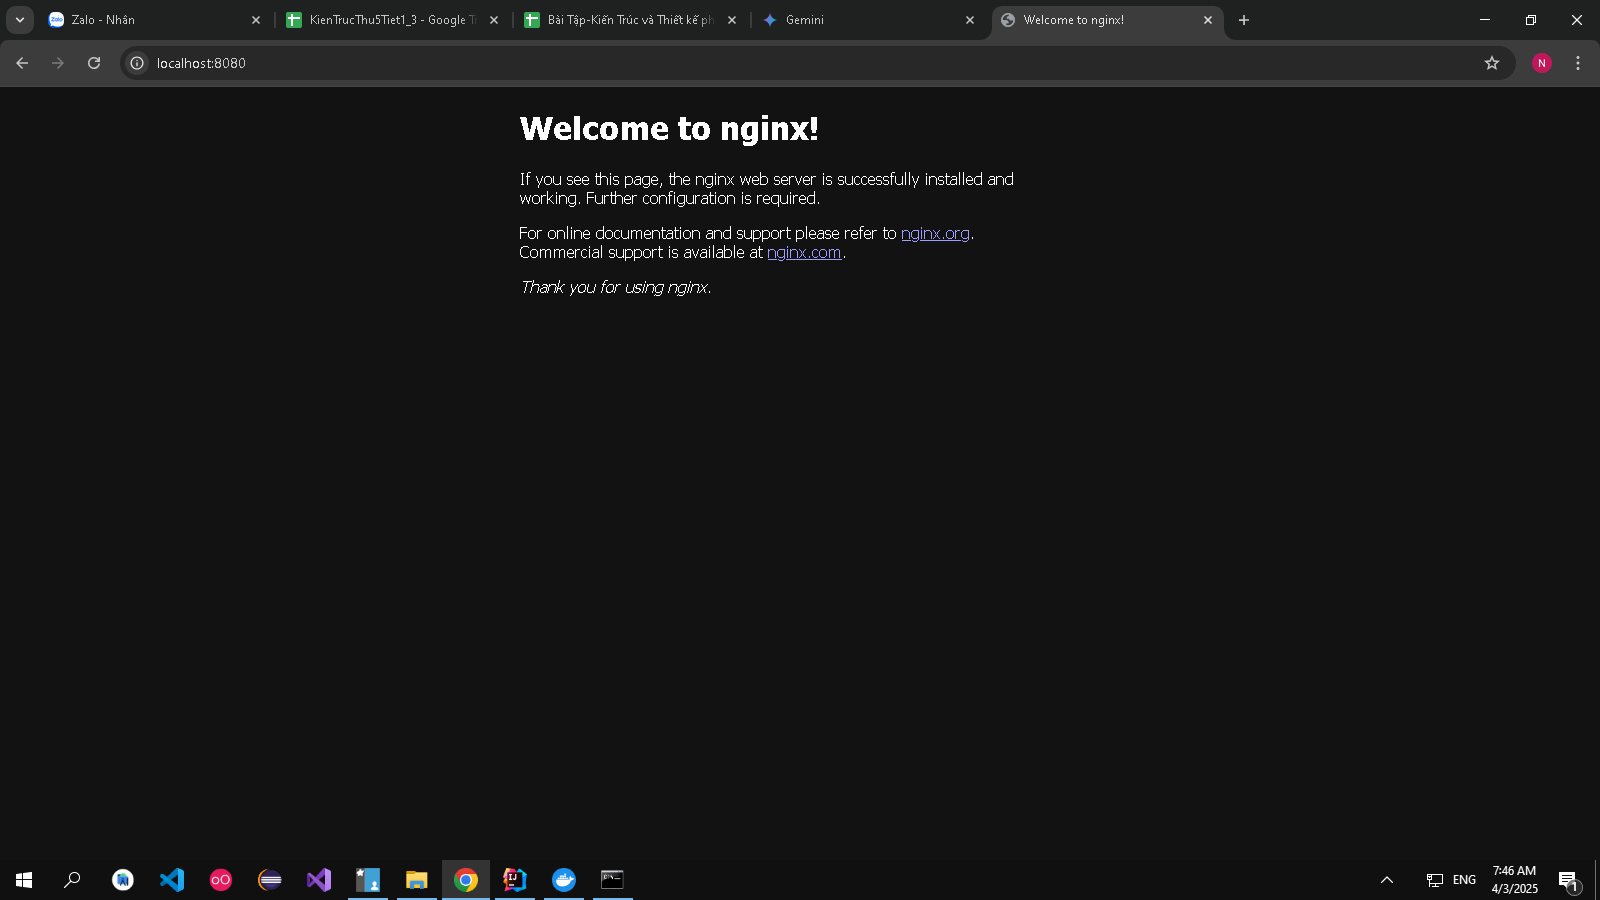 Zalo - Nhân
KienTrucThu5Tiet1_3 - Google Tr
Bài Tập-Kiến Trúc và Thiết kế ph
Gemini
Welcome to nginx!
localhost:8080
N
Welcome to nginx!
If you see this page, the nginx web server is successfully installed and
working. Further configuration is required.
For online documentation and support please refer to nginx.org.
Commercial support is available at nginx.com.
Thank you for using nginx.
ENG
7:46 AM
4/3/2025
1